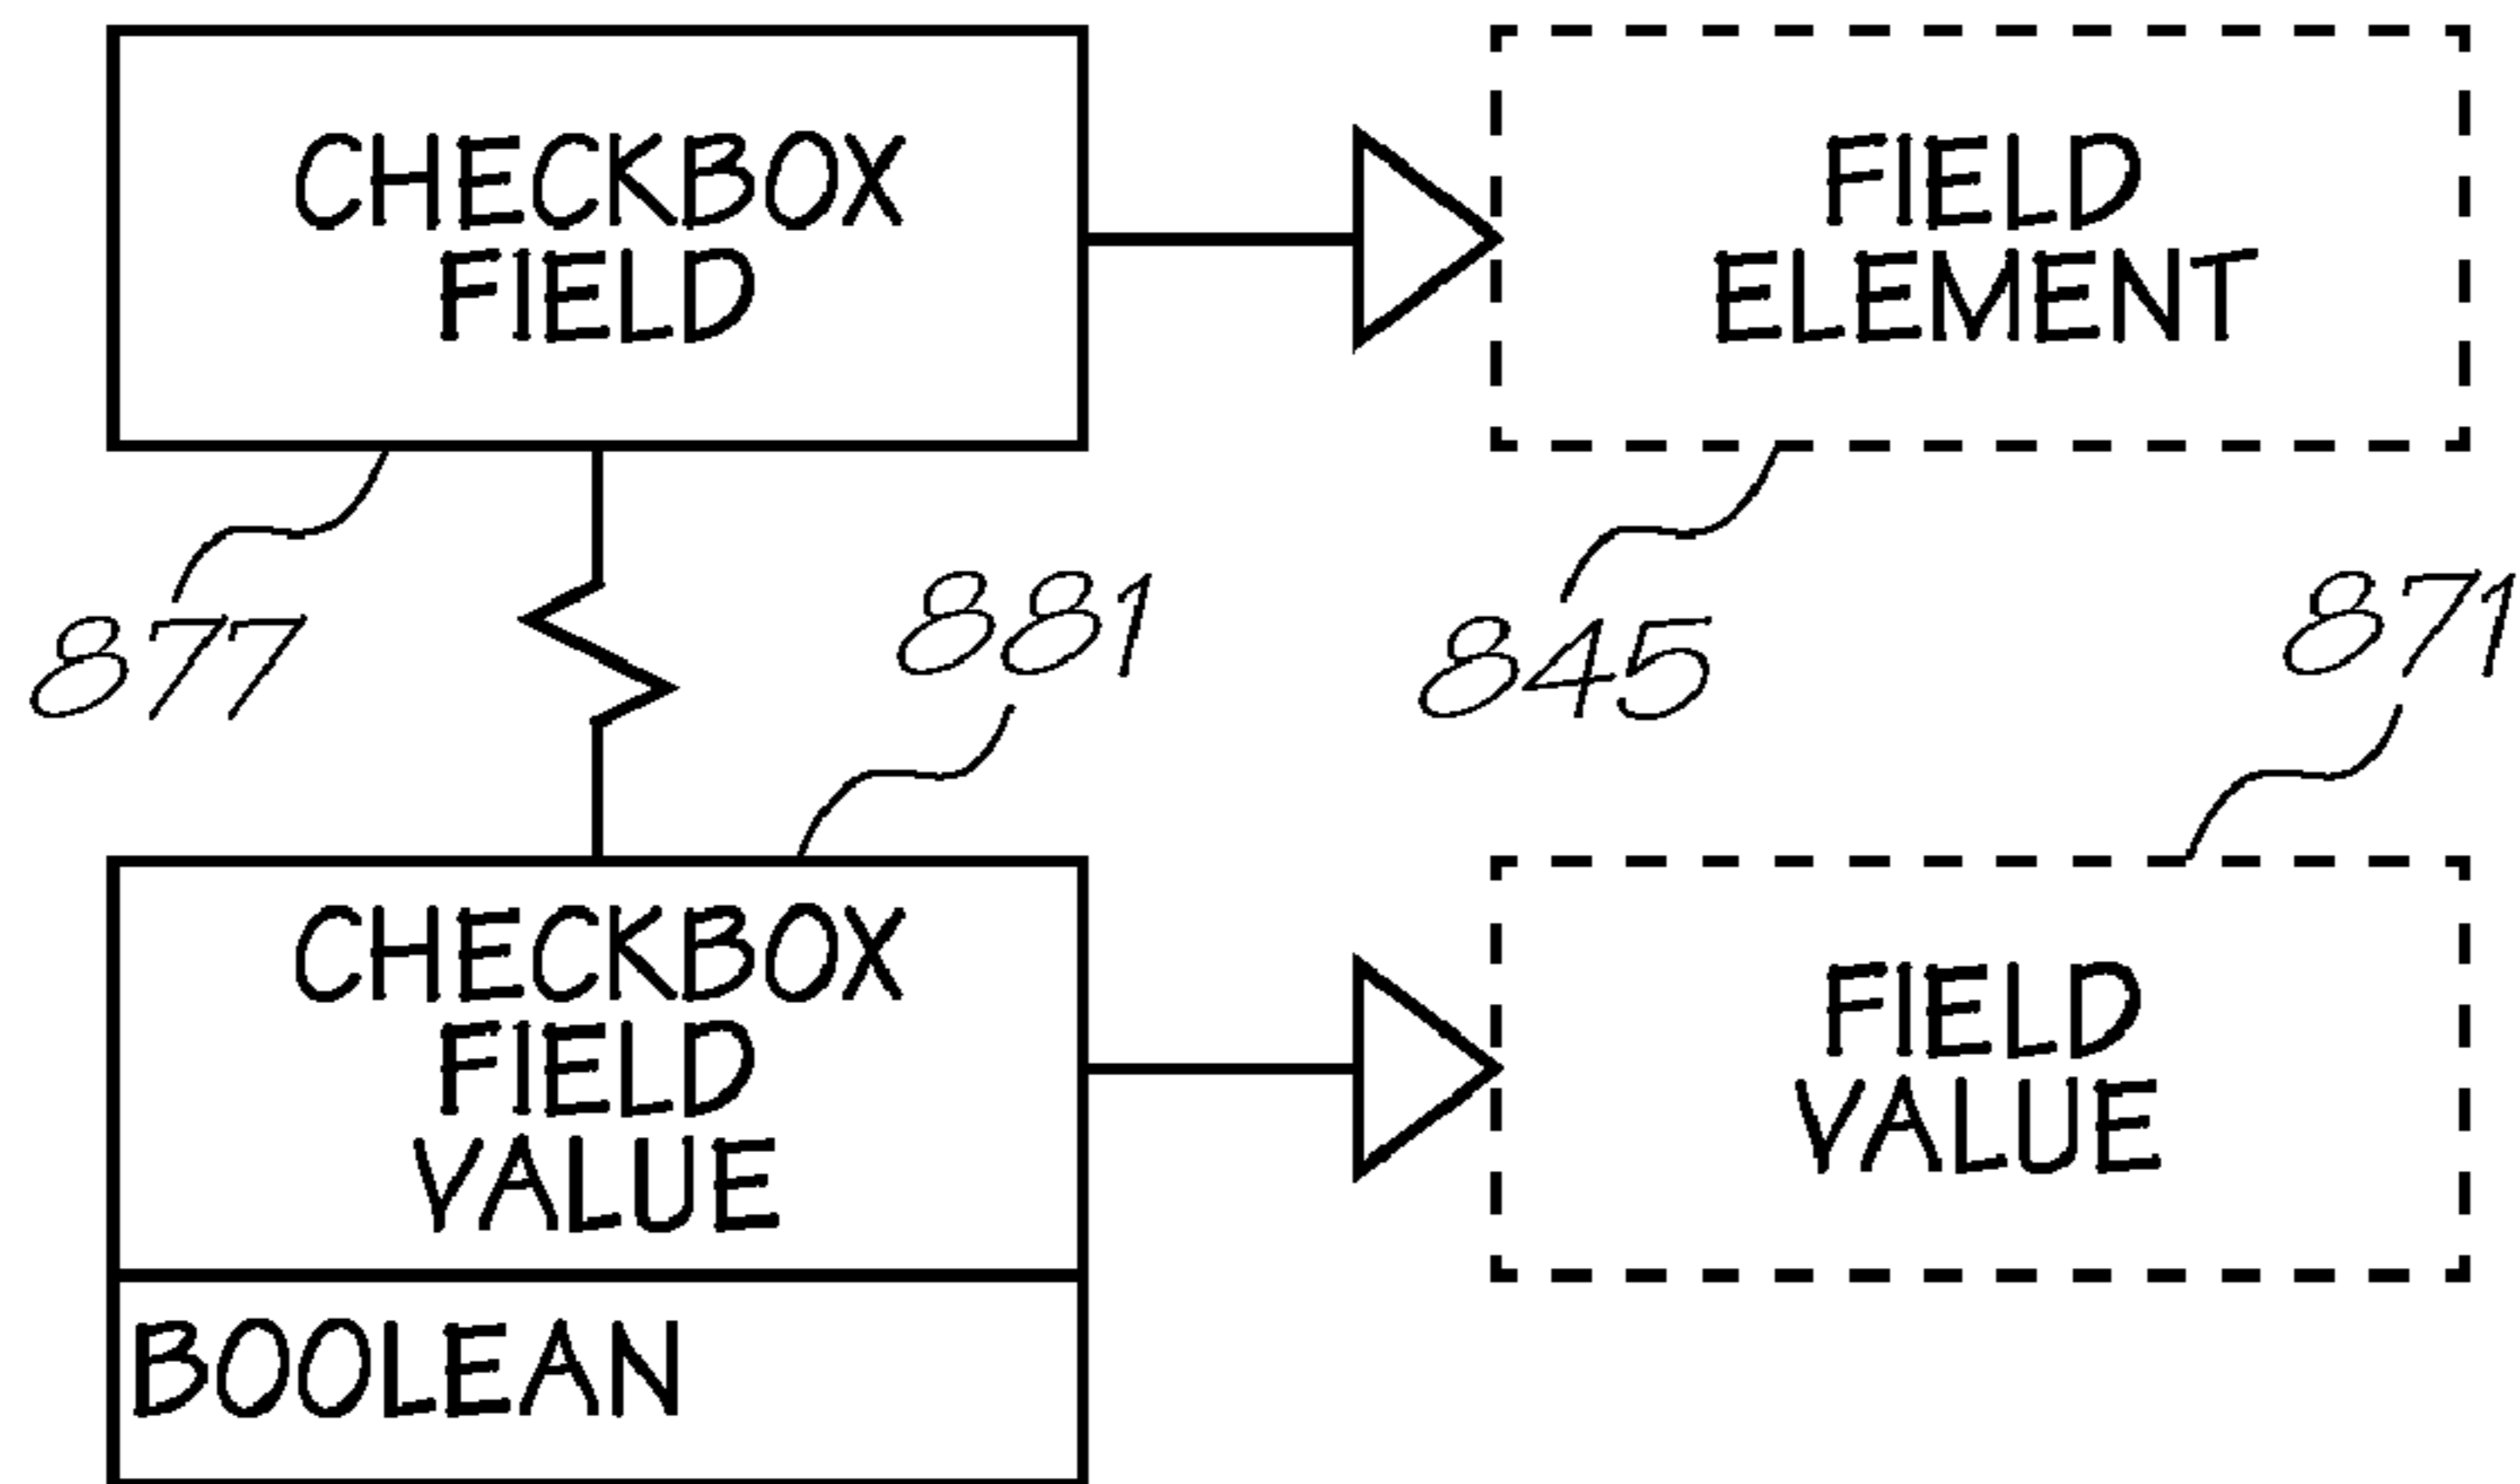 CHECKBOX
FIELD
FIELD
ELEMENT
877
881
845
871
CHECKBOX
FIELD
VALUE
FIELD
VALUE
BOOLEAN